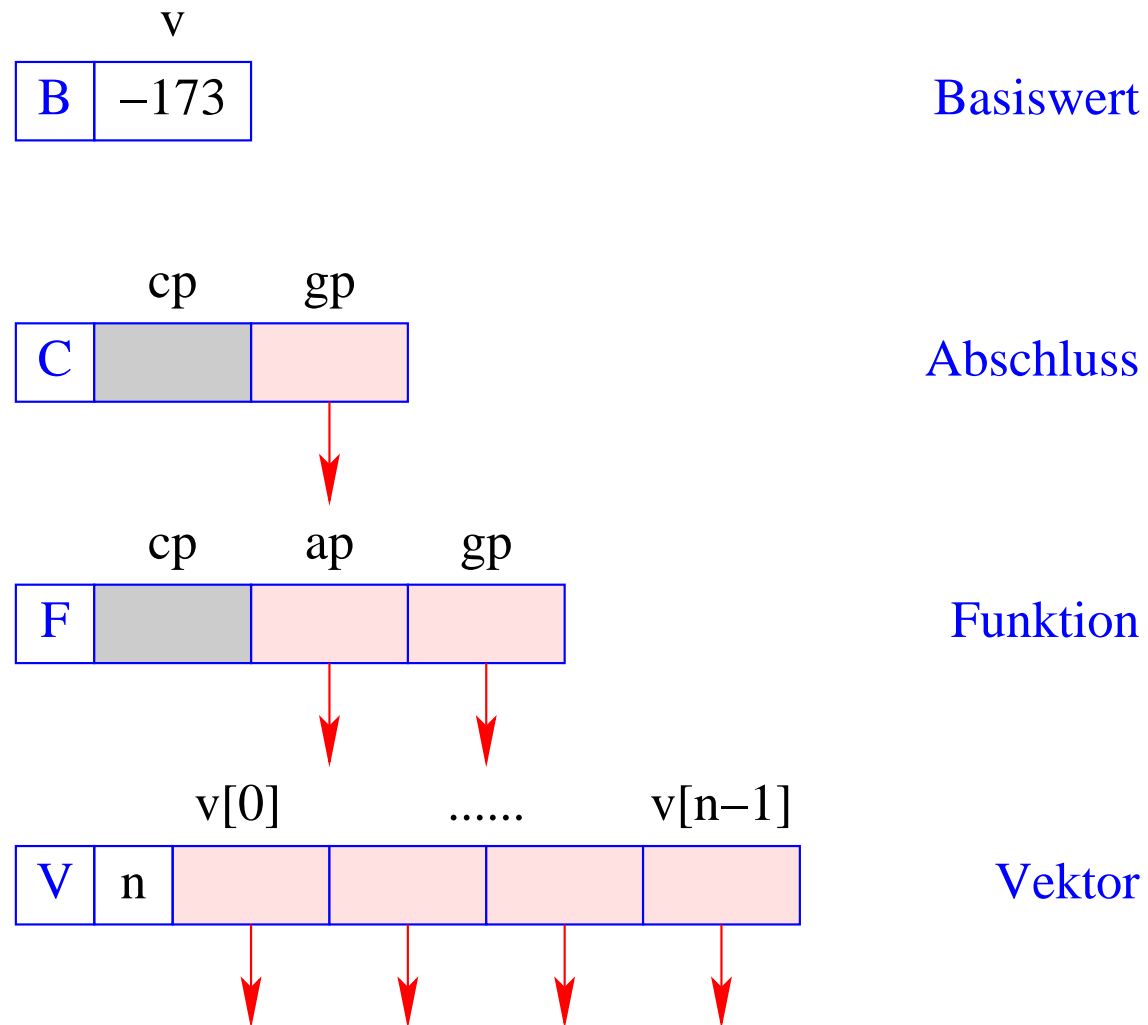 v
B −173 Basiswert
cp gp
C Abschluss
cp ap gp
F Funktion
v[0] ...... v[n−1]
V n Vektor